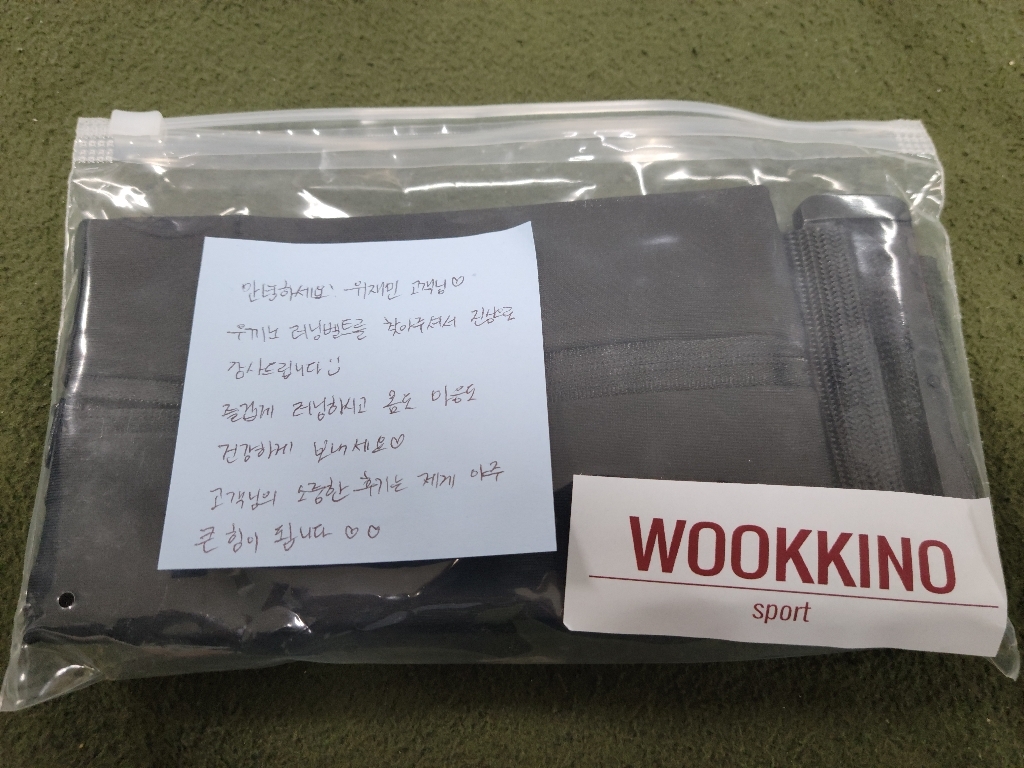 안녕하세요! 위재민 고객님♡
우끼노 러닝벨트를 찾아주셔서 진심으로
감사드립니다 :)
즐겁게 러닝하시고 몸도 마음도
건강하게 보내세요♡
고객님의 소중한 후기는 제게 아주
큰 힘이 됩니다 ♡♡
WOOKKINO
sport